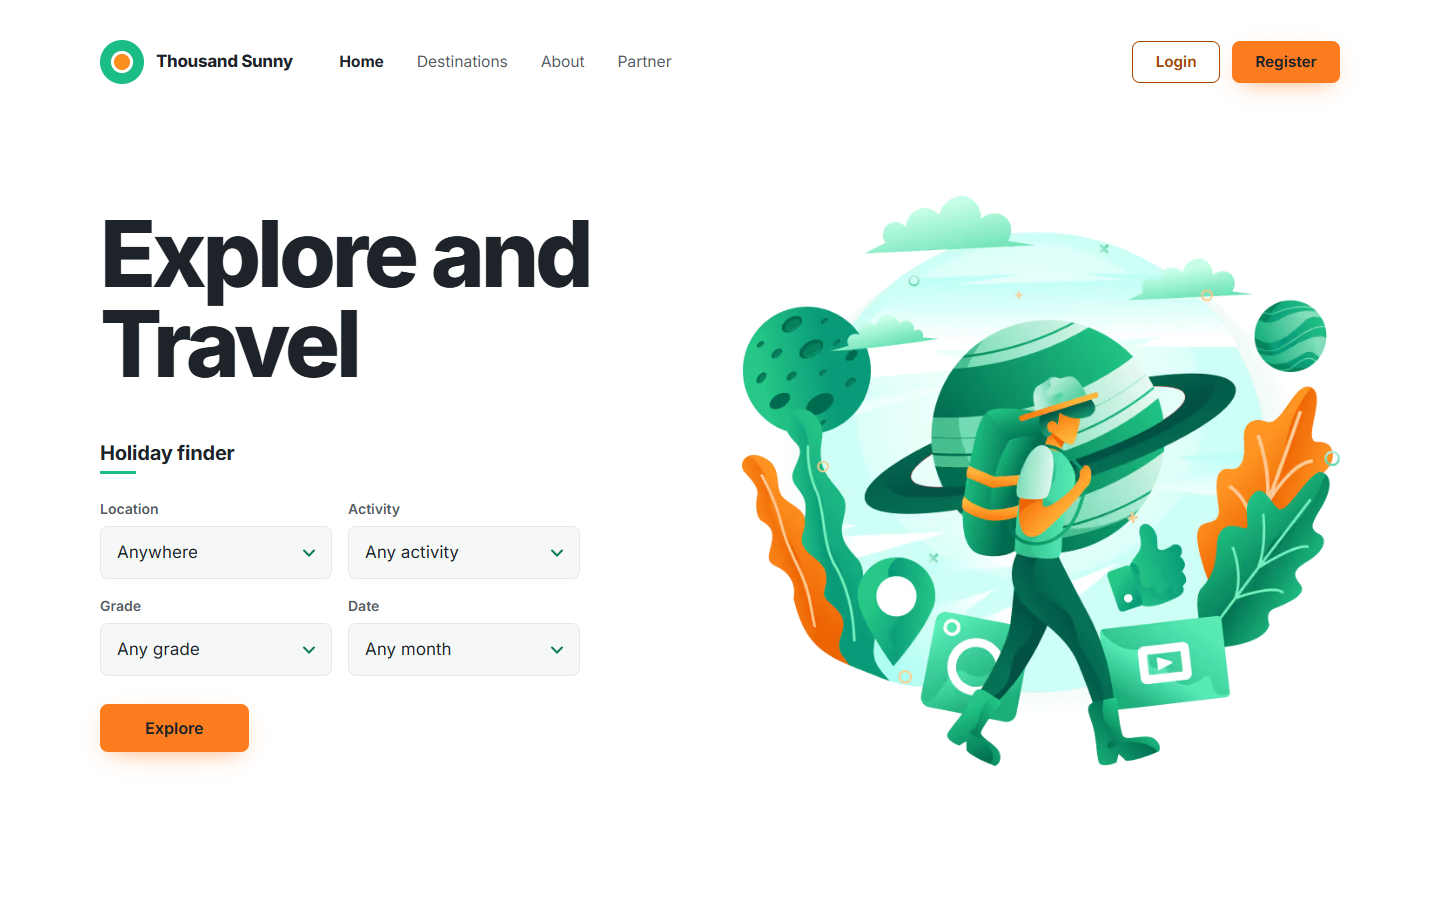 Thousand Sunny
Home
Destinations
About
Partner
Login
Register
Explore and
Travel
Holiday finder
Location
Activity
Anywhere
Any activity
Grade
Date
Any grade
Any month
Explore